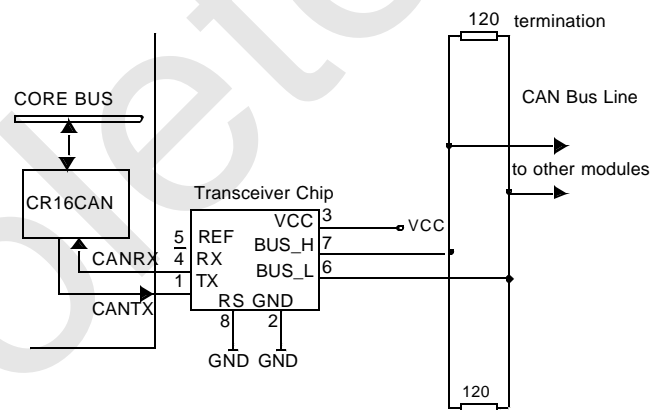 120 termination
CORE BUS
CAN Bus Line
to other modules
CR16CAN
Transceiver Chip
VCC 3 VCC
5 REF BUS_H 7
CANRX 4 RX BUS_L 6
1 TX
CANTX RS GND
8 2
GND GND
120
olete